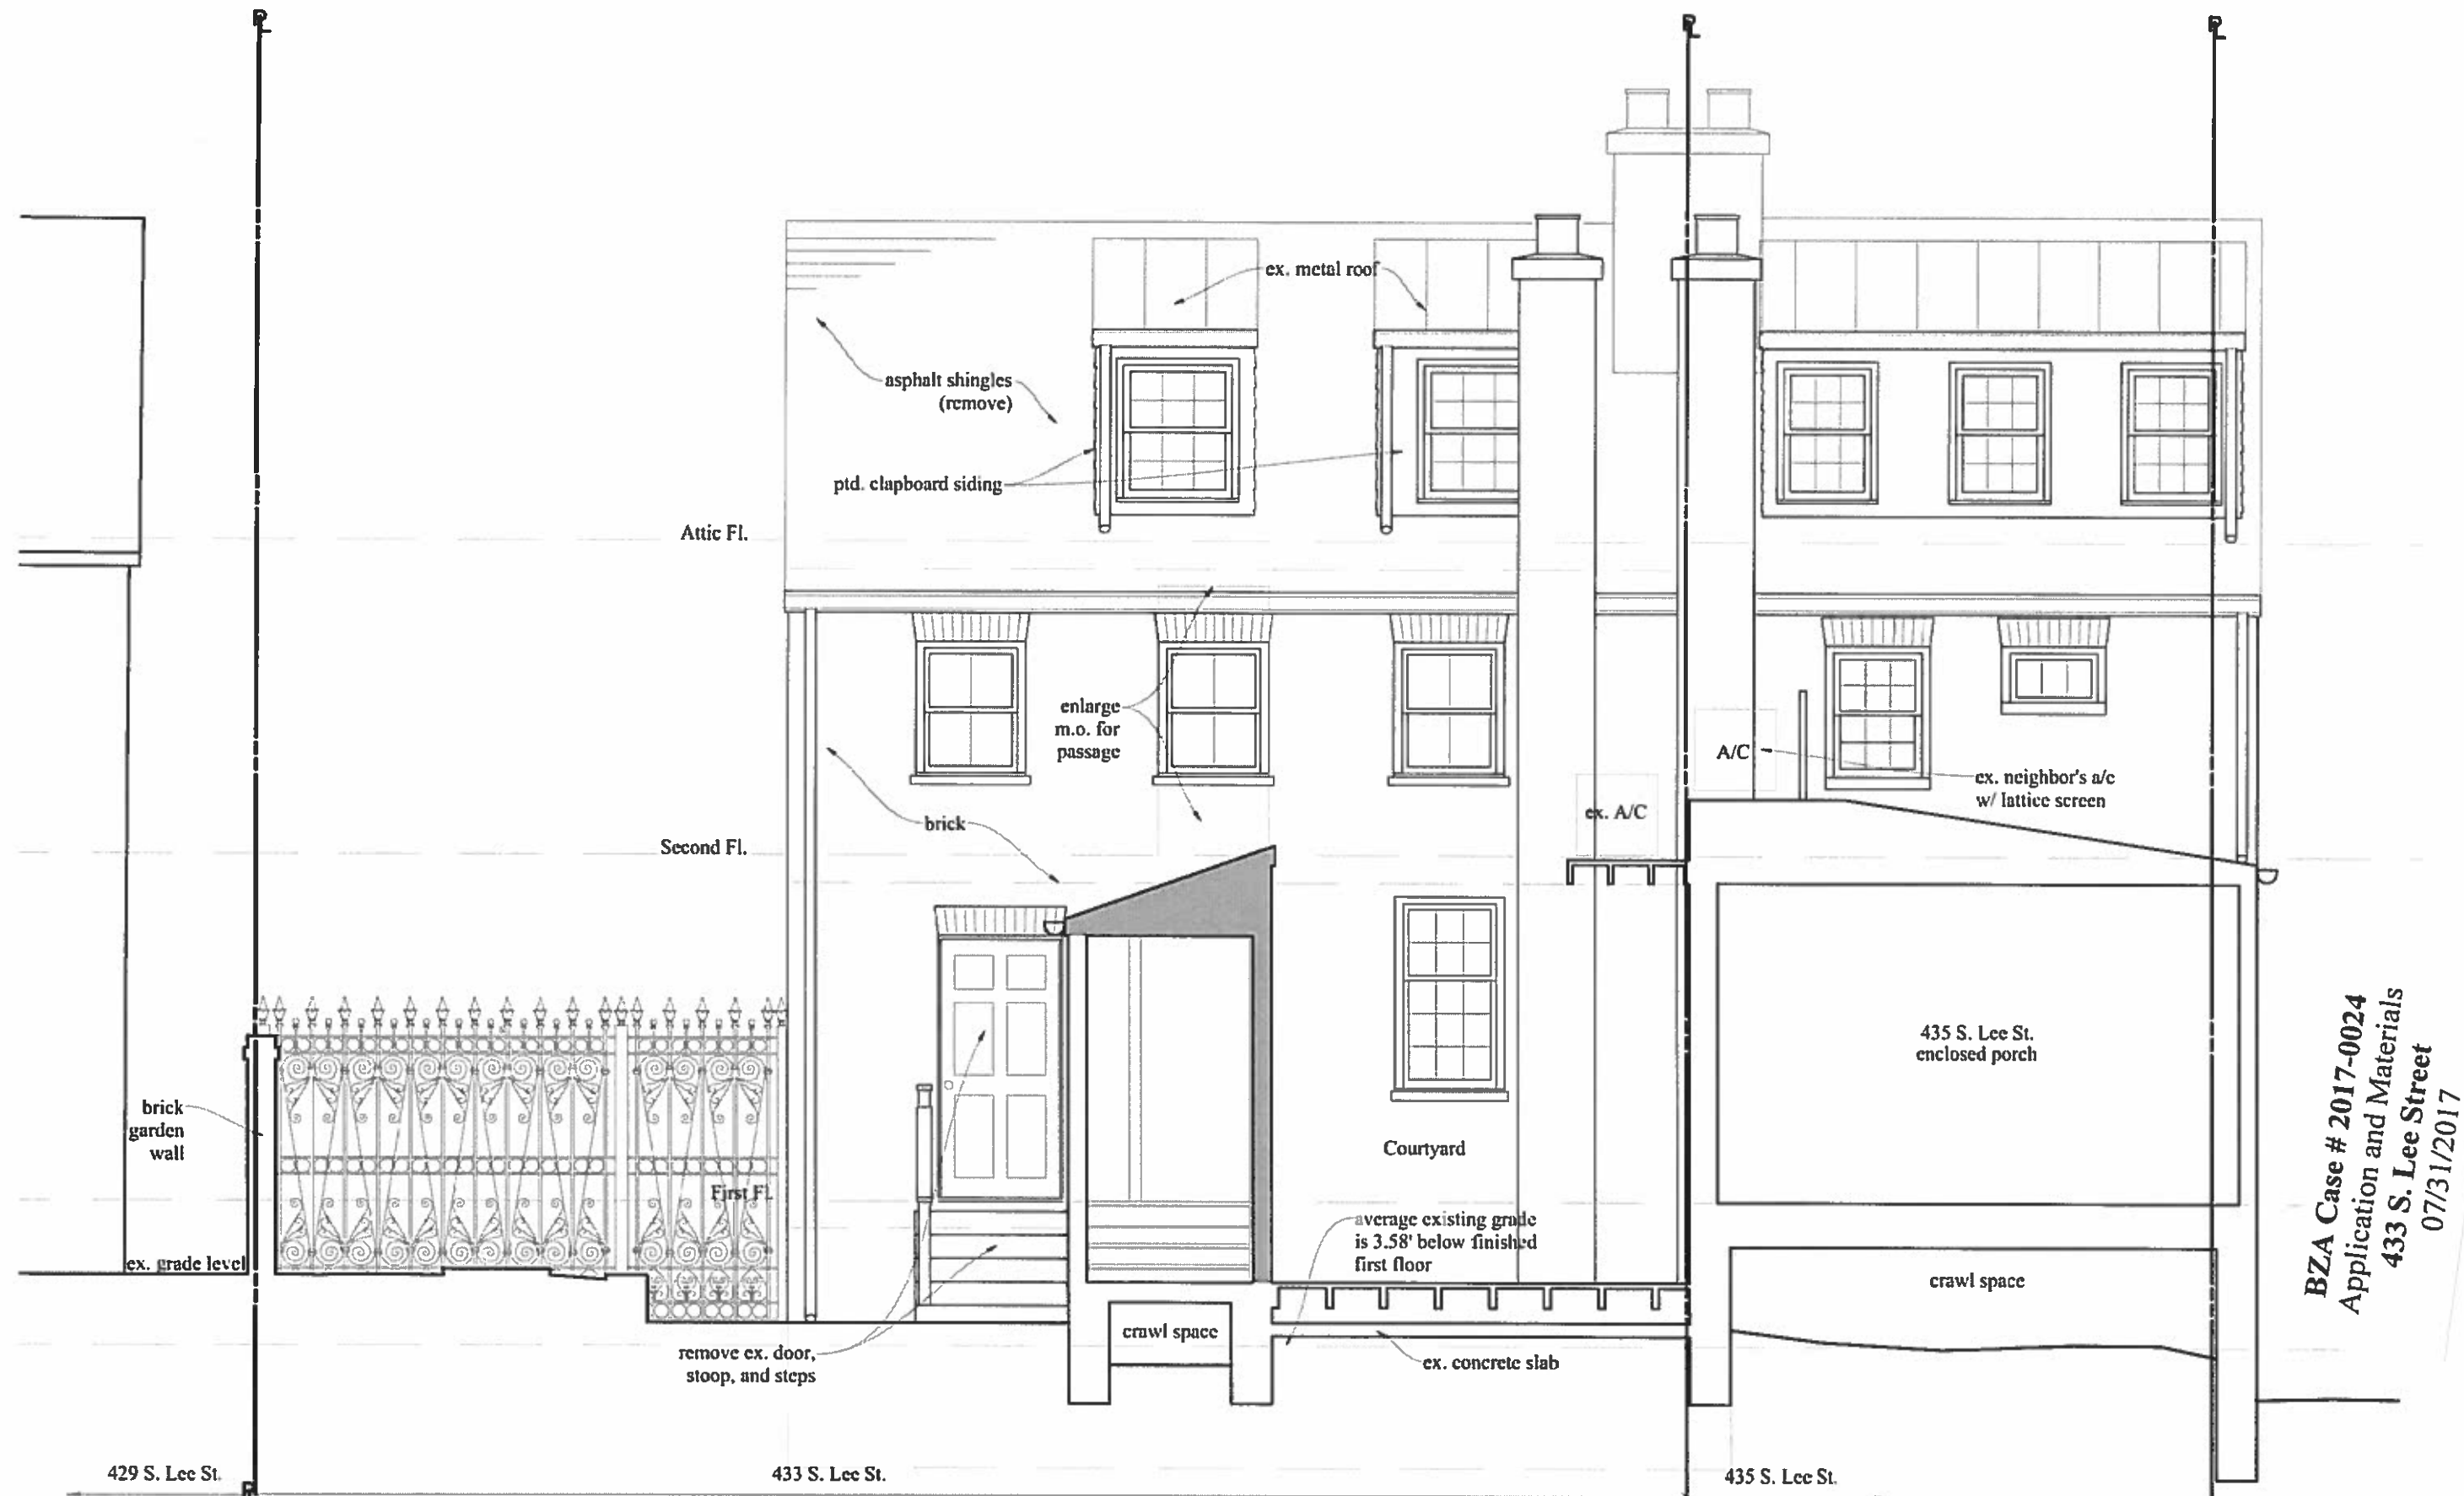 PL
PL
PL
ex. metal roof
asphalt shingles
(remove)
ptd. clapboard siding
Attic Fl.
enlarge
m.o. for
passage
A/C
ex. neighbor's a/c
w/ lattice screen
ex. A/C
brick
Second Fl.
435 S. Lee St.
enclosed porch
brick
garden
wall
Courtyard
First Fl.
average existing grade
is 3.58' below finished
first floor
ex. grade level
crawl space
crawl space
remove ex. door,
stoop, and steps
ex. concrete slab
429 S. Lee St.
433 S. Lee St.
435 S. Lee St.
BZA Case # 2017-0024
Application and Materials
433 S. Lee Street
07/31/2017